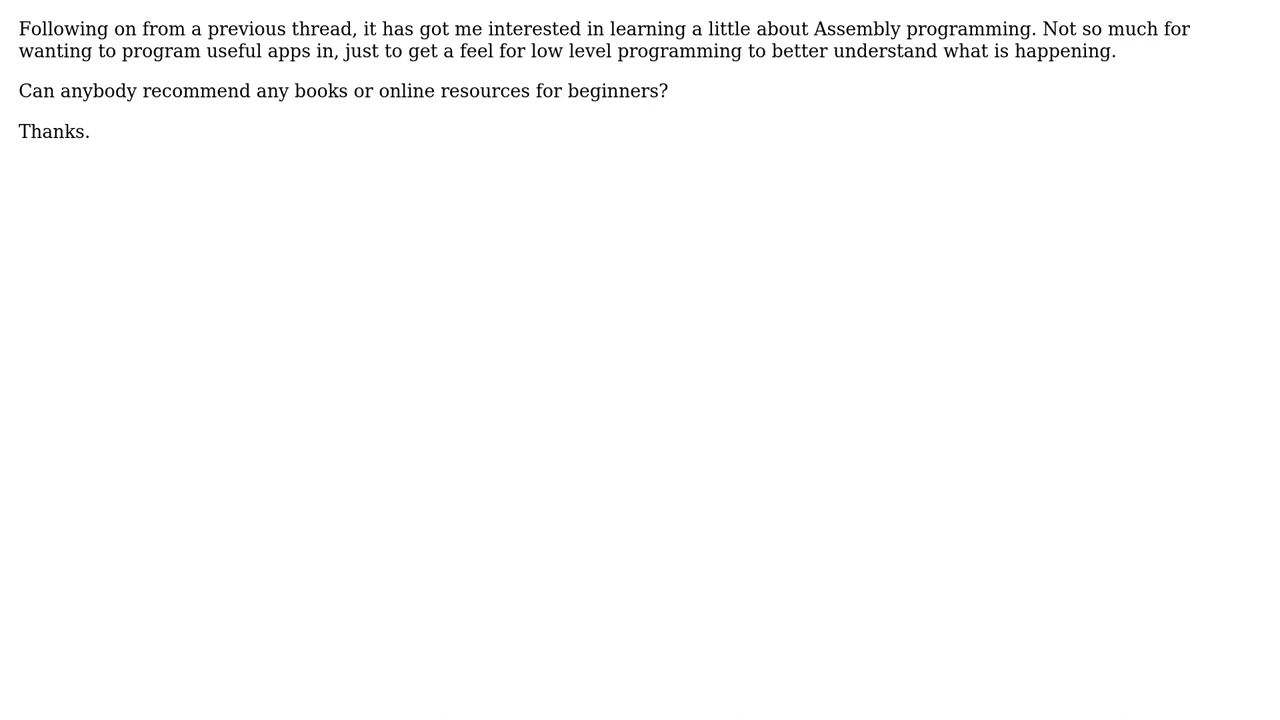 Following on from a previous thread, it has got me interested in learning a little about Assembly programming. Not so much for
wanting to program useful apps in, just to get a feel for low level programming to better understand what is happening.
Can anybody recommend any books or online resources for beginners?
Thanks.